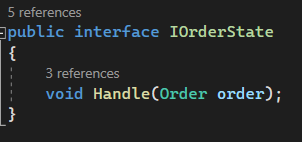 5 references
public interface IOrderState
{
3 references
void Handle(Order order);
}